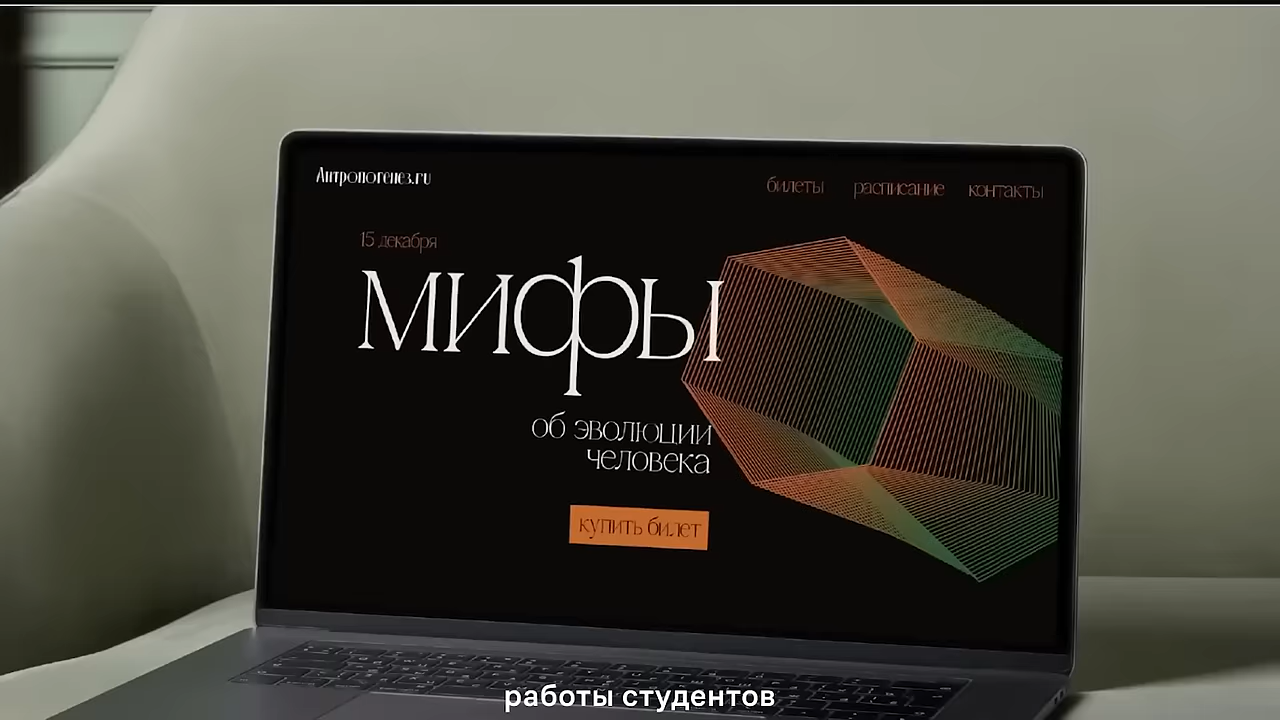 Антропогенез.ru
билеты расписание контакты
15 декабря
мифы
об эволюции
человека
купить билет
работы студентов